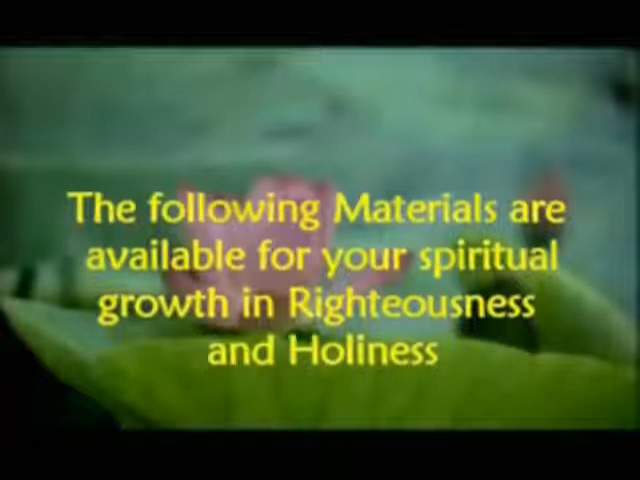 The following Materials are
available for your spiritual
growth in Righteousness
and Holiness